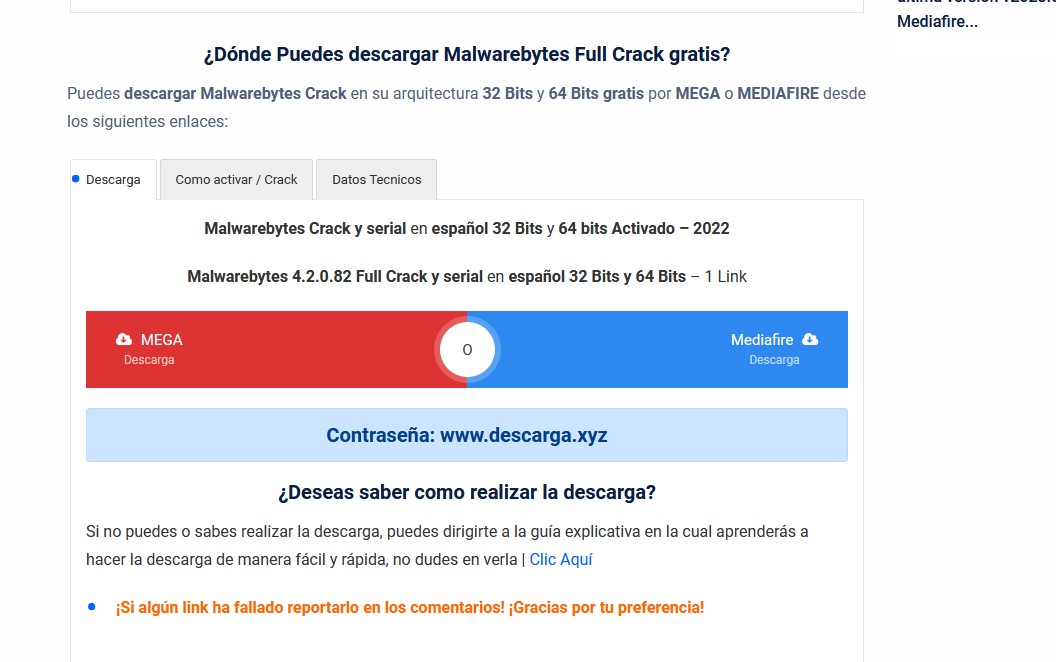 Mediafire...
¿Dónde Puedes descargar Malwarebytes Full Crack gratis?
Puedes descargar Malwarebytes Crack en su arquitectura 32 Bits y 64 Bits gratis por MEGA o MEDIAFIRE desde
los siguientes enlaces:
Descarga
Como activar / Crack
Datos Tecnicos
Malwarebytes Crack y serial en español 32 Bits y 64 bits Activado – 2022
Malwarebytes 4.2.0.82 Full Crack y serial en español 32 Bits y 64 Bits – 1 Link
MEGA
Descarga
O
Mediafire
Descarga
Contraseña: www.descarga.xyz
¿Deseas saber como realizar la descarga?
Si no puedes o sabes realizar la descarga, puedes dirigirte a la guía explicativa en la cual aprenderás a
hacer la descarga de manera fácil y rápida, no dudes en verla | Clic Aquí
¡Si algún link ha fallado reportarlo en los comentarios! ¡Gracias por tu preferencia!